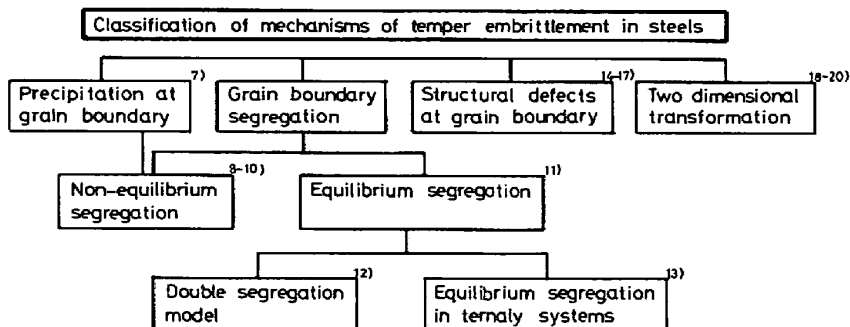 Classification of mechanisms of temper embrittlement in steels
7)
Precipitation at
grain boundary
Grain boundary
segregation
14-17)
Structural defects
at grain boundary
18-20)
Two dimensional
transformation
8-10)
Non-equilibrium
segregation
11)
Equilibrium segregation
12)
Double segregation
model
13)
Equilibrium segregation
in ternaly systems